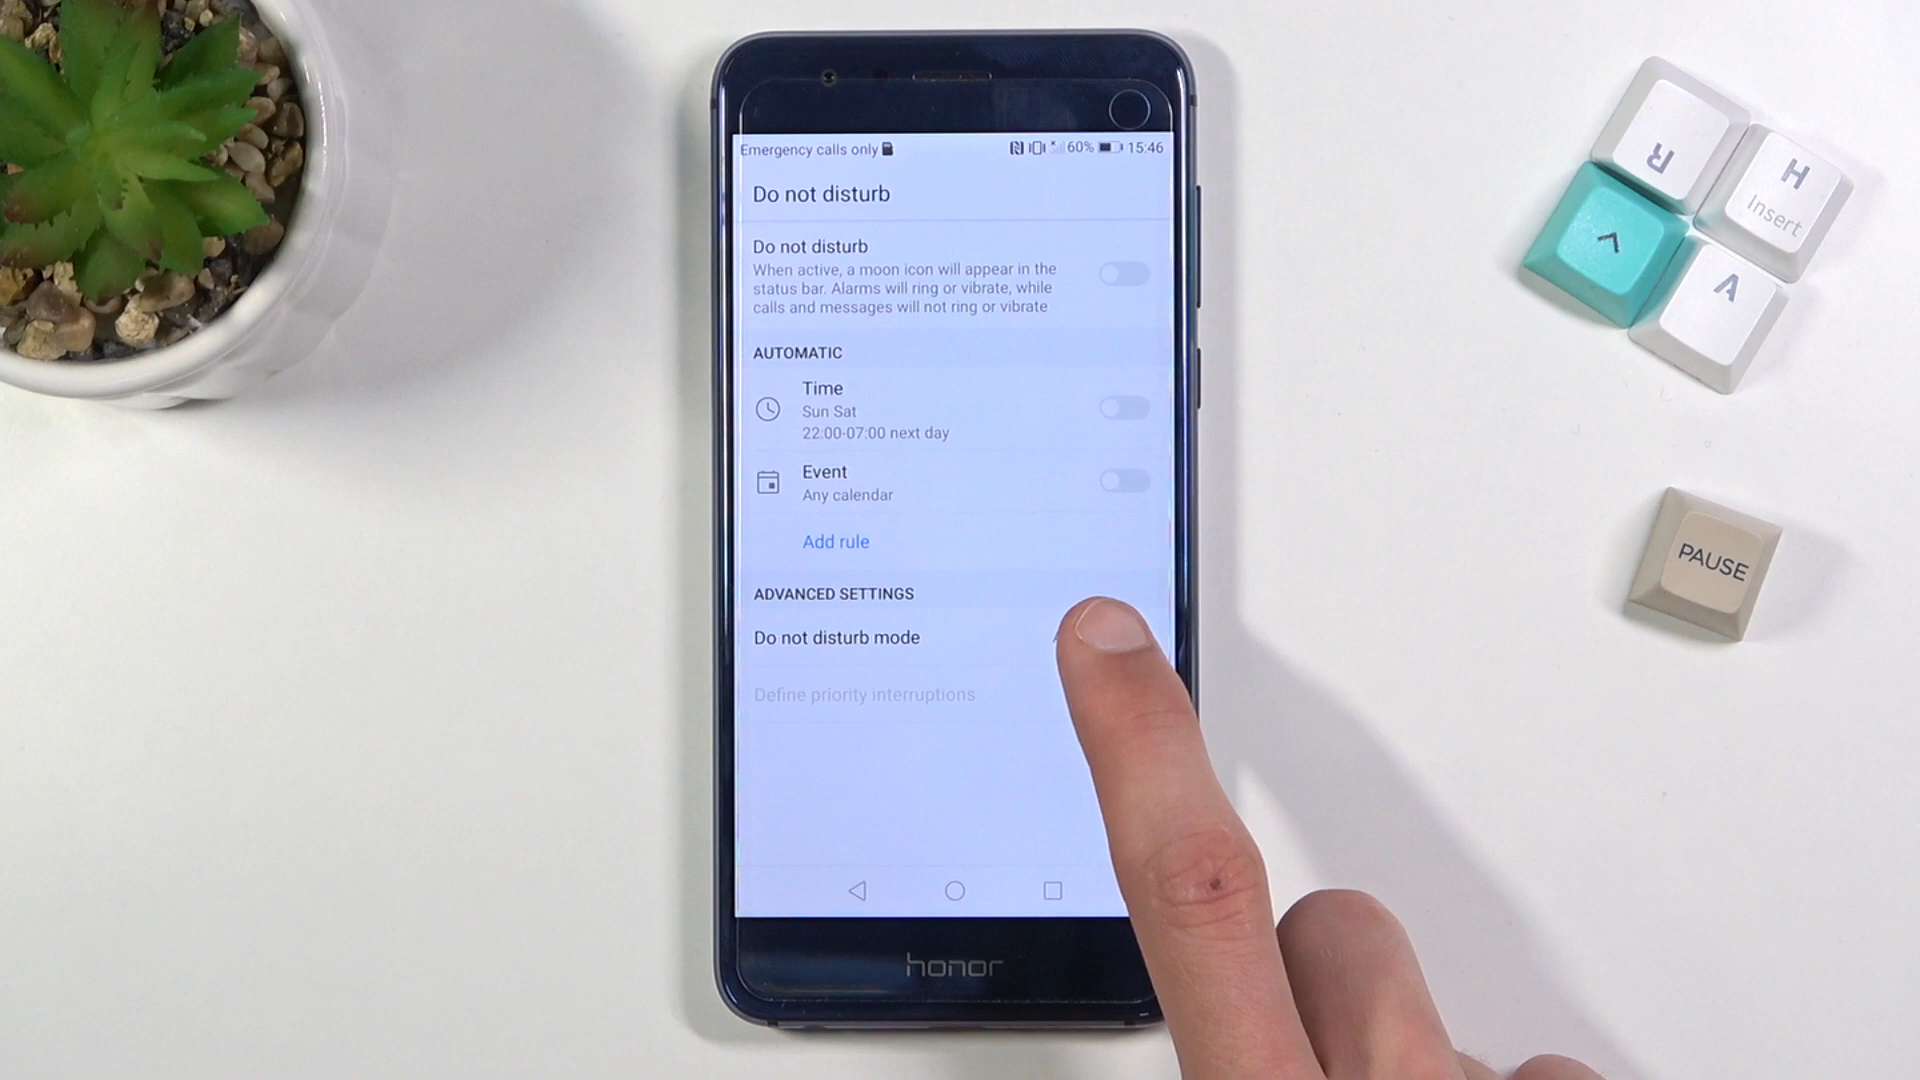 Emergency calls only
60% 15:46
Do not disturb
Do not disturb
When active, a moon icon will appear in the
status bar. Alarms will ring or vibrate, while
calls and messages will not ring or vibrate
AUTOMATIC
Time
Sun Sat
22:00-07:00 next day
Event
Any calendar
Add rule
ADVANCED SETTINGS
Do not disturb mode
Define priority interruptions
honor
R
H
Insert
A
PAUSE